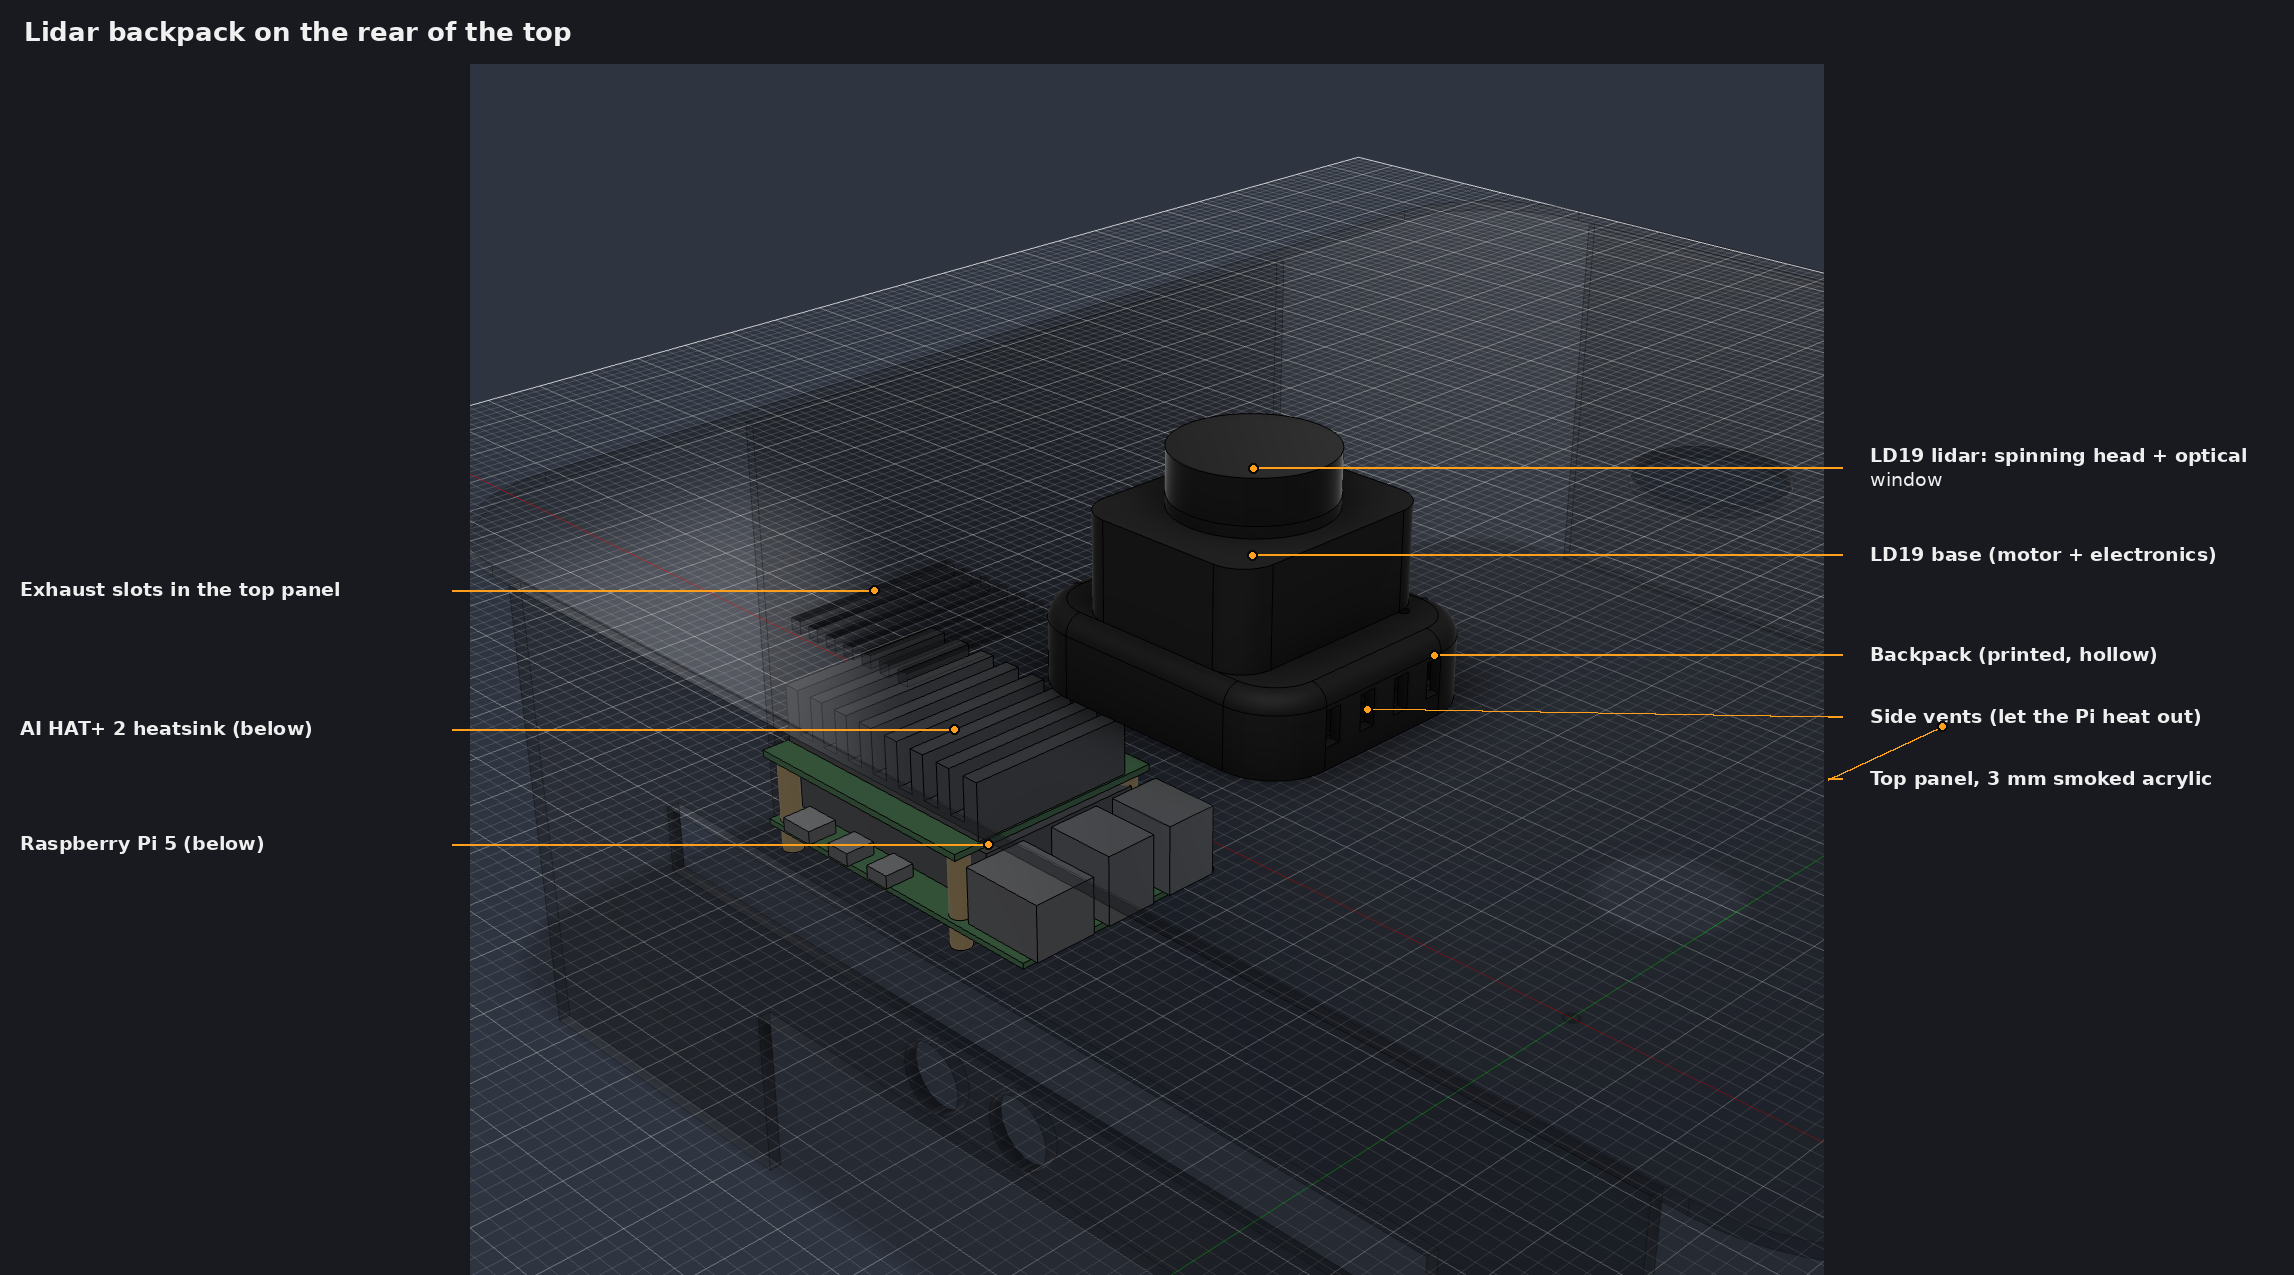 Lidar backpack on the rear of the top
LD19 lidar: spinning head + optical
window
LD19 base (motor + electronics)
Exhaust slots in the top panel
Backpack (printed, hollow)
Side vents (let the Pi heat out)
AI HAT+ 2 heatsink (below)
Top panel, 3 mm smoked acrylic
Raspberry Pi 5 (below)